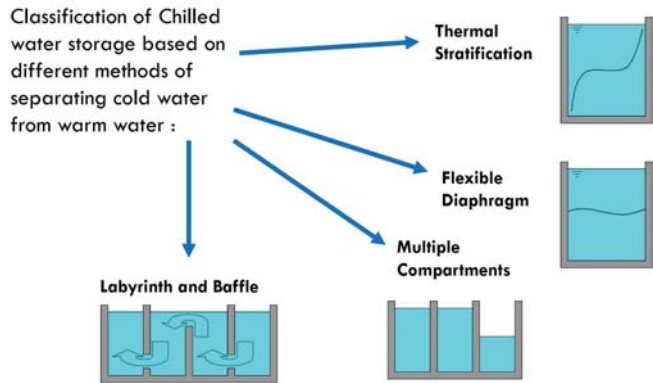 Classification of Chilled
water storage based on
different methods of
separating cold water
from warm water :
Thermal
Stratification
Flexible
Diaphragm
Multiple
Compartments
Labyrinth and Baffle